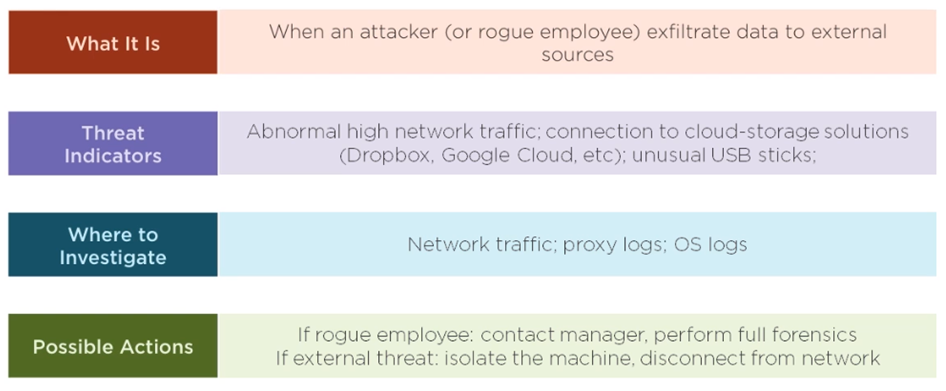 What It Is
When an attacker (or rogue employee) exfiltrate data to external
sources
Threat
Indicators
Abnormal high network traffic; connection to cloud-storage solutions
(Dropbox, Google Cloud, etc); unusual USB sticks;
Where to
Investigate
Network traffic; proxy logs; OS logs
Possible Actions
If rogue employee: contact manager, perform full forensics
If external threat: isolate the machine, disconnect from network